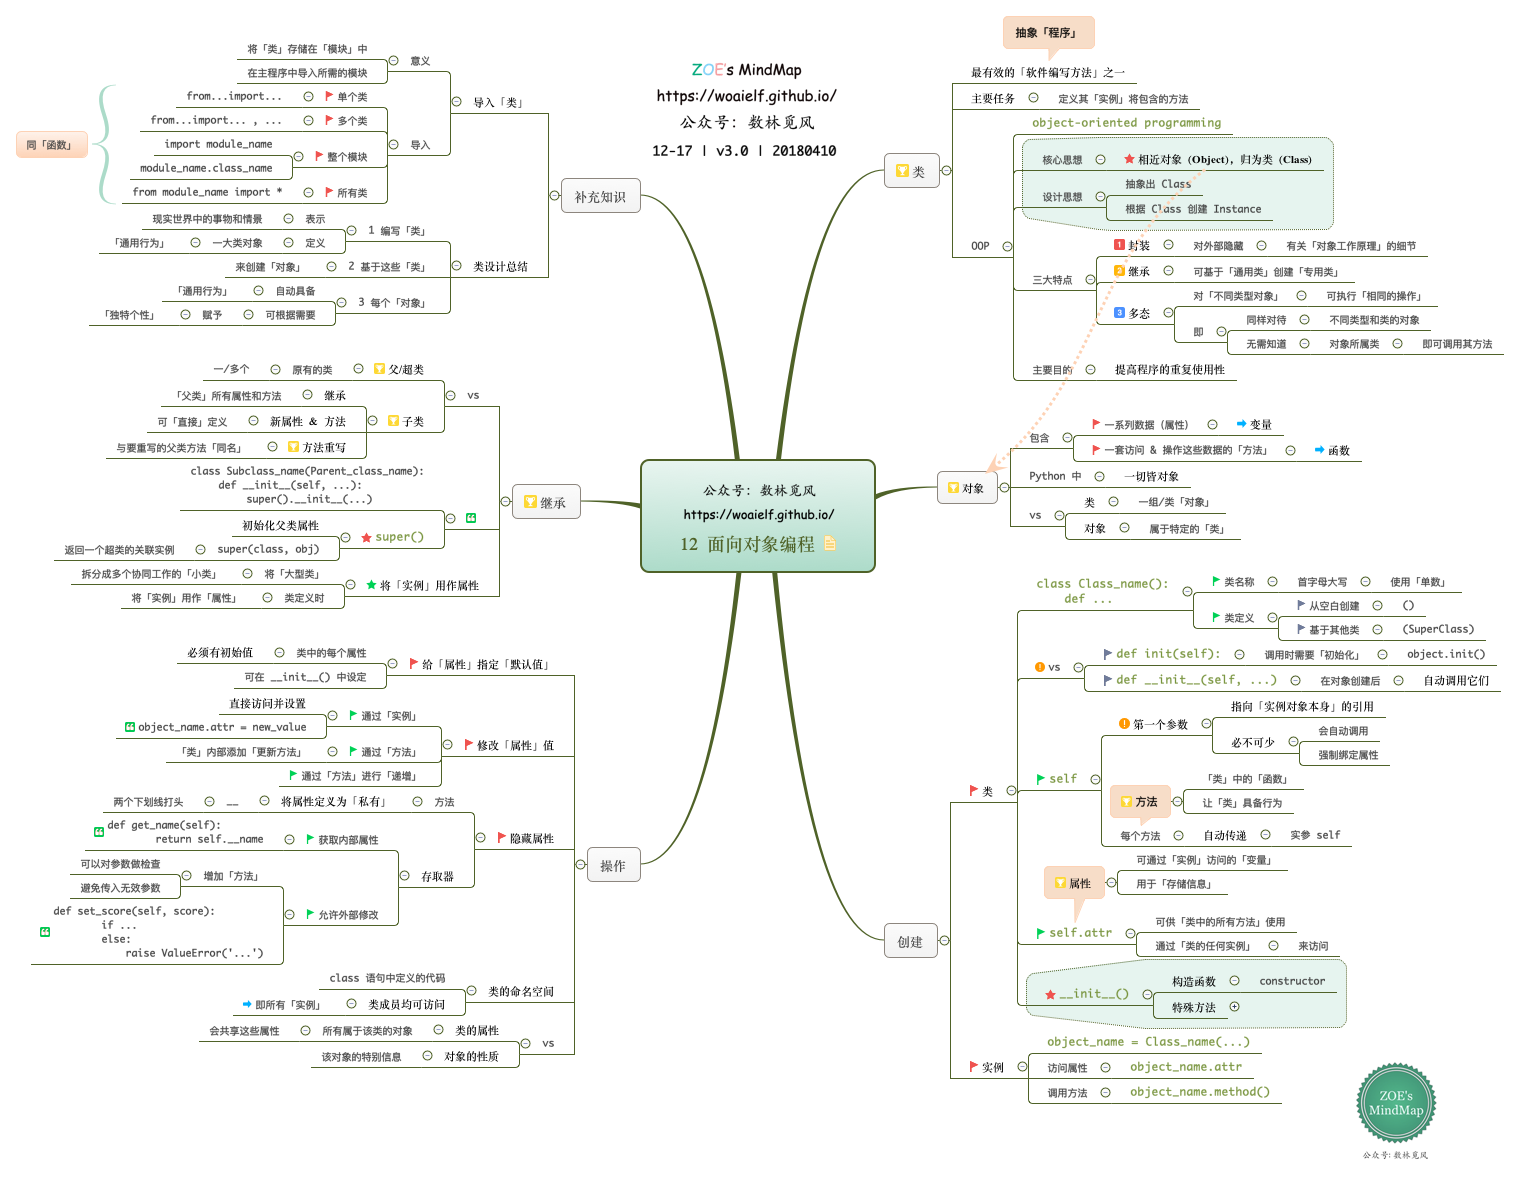 ZOE's MindMap
https://woaielf.github.io/
公众号：数林觅风
12-17 | v3.0 | 20180410
公众号：数林觅风
https://woaielf.github.io/
12 面向对象编程
抽象「程序」
类
最有效的「软件编写方法」之一
主要任务 定义其「实例」将包含的方法
OOP
object-oriented programming
核心思想 相近对象 (Object)，归为类 (Class)
设计思想
抽象出 Class
根据 Class 创建 Instance
三大特点
1 封装 对外部隐藏 有关「对象工作原理」的细节
2 继承 可基于「通用类」创建「专用类」
3 多态
对「不同类型对象」 可执行「相同的操作」
即
同样对待 不同类型和类的对象
无需知道 对象所属类 即可调用其方法
主要目的 提高程序的重复使用性
对象
包含
一系列数据（属性） 变量
一套访问 & 操作这些数据的「方法」 函数
Python 中 一切皆对象
vs
类 一组/类「对象」
对象 属于特定的「类」
创建
类
class Class_name():
def ...
类名称 首字母大写 使用「单数」
类定义
从空白创建 ()
基于其他类 (SuperClass)
vs
def init(self): 调用时需要「初始化」 object.init()
def __init__(self, ...) 在对象创建后 自动调用它们
self
第一个参数
指向「实例对象本身」的引用
必不可少
会自动调用
强制绑定属性
方法
「类」中的「函数」
让「类」具备行为
每个方法 自动传递 实参 self
属性
可通过「实例」访问的「变量」
用于「存储信息」
self.attr
可供「类中的所有方法」使用
通过「类的任何实例」 来访问
__init__()
构造函数 constructor
特殊方法
实例
object_name = Class_name(...)
访问属性 object_name.attr
调用方法 object_name.method()
补充知识
导入「类」
意义
将「类」存储在「模块」中
在主程序中导入所需的模块
导入
同「函数」
from...import... 单个类
from...import... , ... 多个类
整个模块
import module_name
module_name.class_name
from module_name import * 所有类
类设计总结
1 编写「类」
现实世界中的事物和情景 表示
「通用行为」 一大类对象 定义
来创建「对象」 2 基于这些「类」
3 每个「对象」
「通用行为」 自动具备
「独特个性」 赋予 可根据需要
继承
vs
一/多个 原有的类 父/超类
子类
「父类」所有属性和方法 继承
可「直接」定义 新属性 & 方法
与要重写的父类方法「同名」 方法重写
class Subclass_name(Parent_class_name):
def __init__(self, ...):
super().__init__(...)
super()
初始化父类属性
返回一个超类的关联实例 super(class, obj)
将「实例」用作属性
拆分成多个协同工作的「小类」 将「大型类」
将「实例」用作「属性」 类定义时
操作
给「属性」指定「默认值」
必须有初始值 类中的每个属性
可在 __init__() 中设定
修改「属性」值
通过「实例」
直接访问并设置
object_name.attr = new_value
「类」内部添加「更新方法」 通过「方法」
通过「方法」进行「递增」
隐藏属性
两个下划线打头 __ 将属性定义为「私有」 方法
存取器
def get_name(self):
return self.__name
获取内部属性
允许外部修改
增加「方法」
可以对参数做检查
避免传入无效参数
def set_score(self, score):
if ...
else:
raise ValueError('...')
类的命名空间
class 语句中定义的代码
即所有「实例」 类成员均可访问
vs
会共享这些属性 所有属于该类的对象 类的属性
该对象的特别信息 对象的性质
ZOE's
MindMap
公众号: 数林觅风